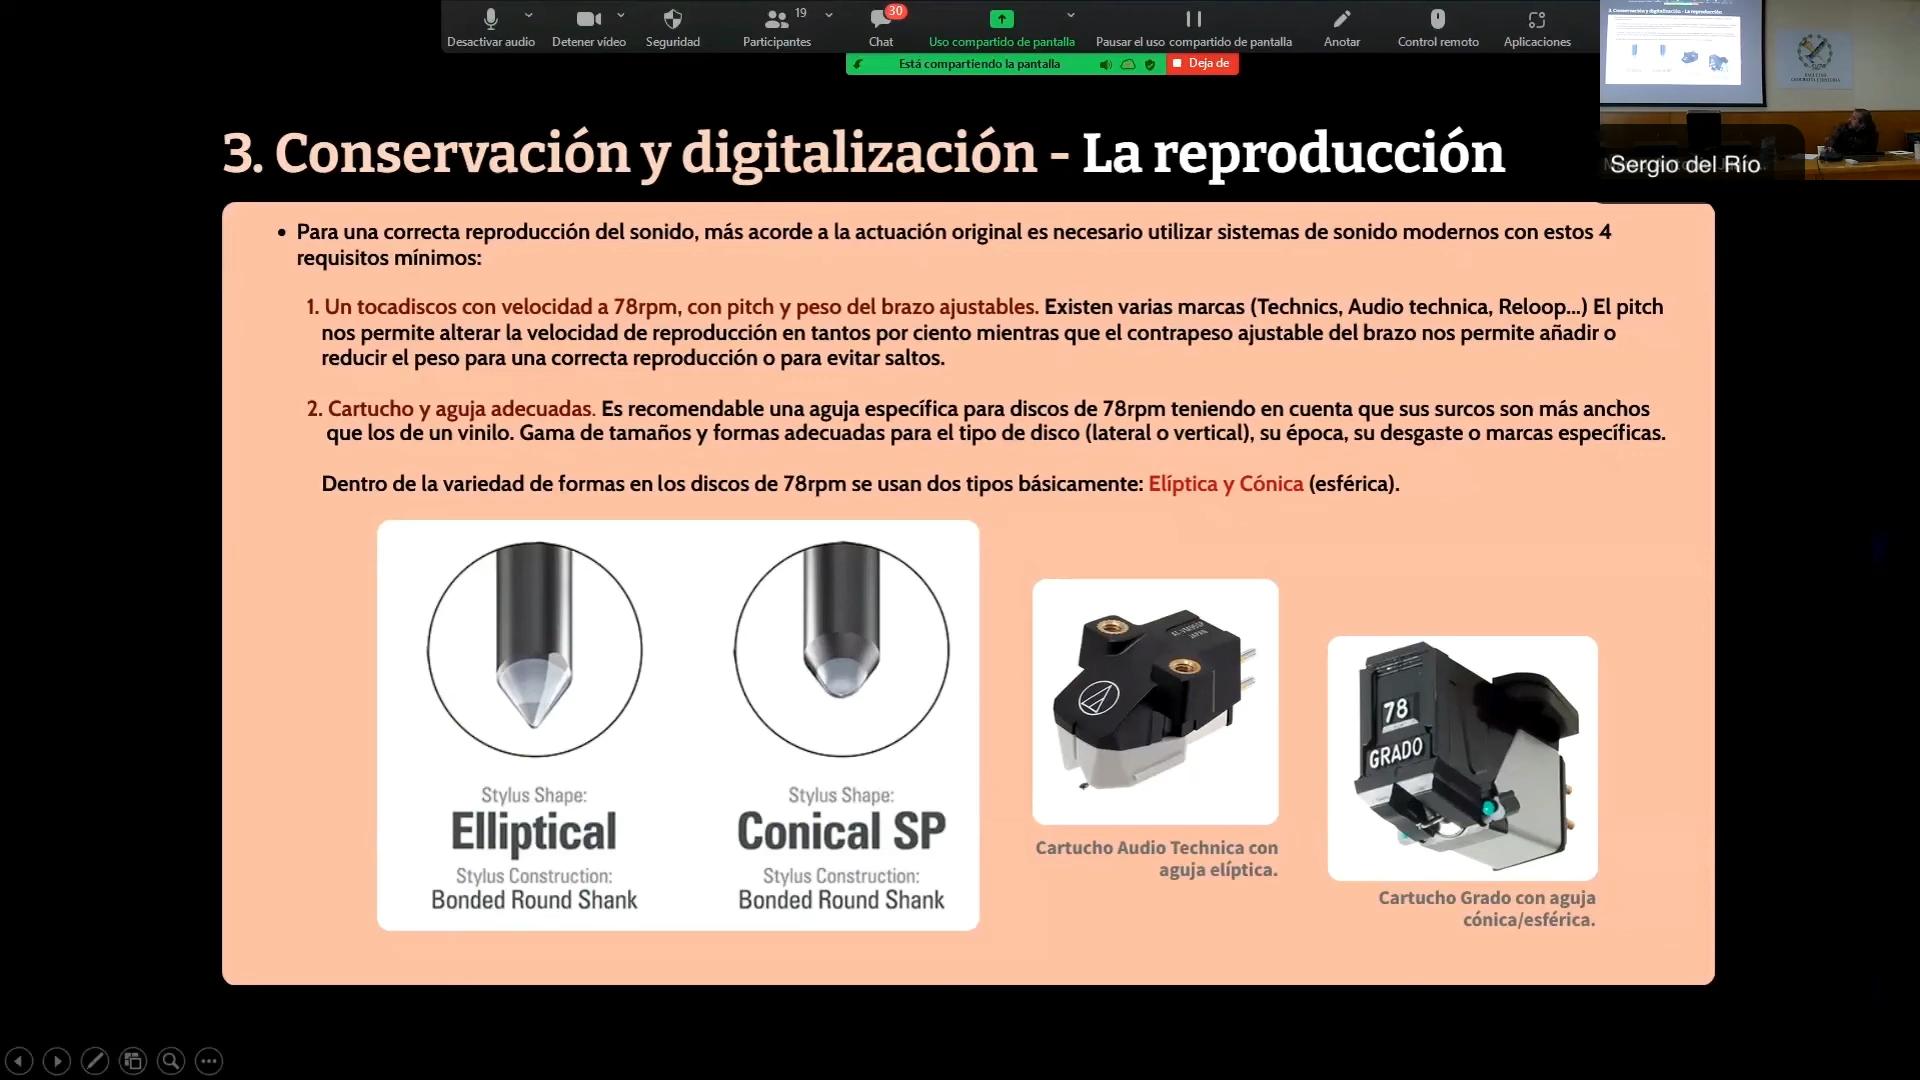 Desactivar audio
Detener vídeo
Seguridad
Participantes
19
Chat
30
Uso compartido de pantalla
Pausar el uso compartido de pantalla
Anotar
Control remoto
Aplicaciones
Está compartiendo la pantalla
Deja de
Sergio del Río
3. Conservación y digitalización - La reproducción
• Para una correcta reproducción del sonido, más acorde a la actuación original es necesario utilizar sistemas de sonido modernos con estos 4
requisitos mínimos:
1. Un tocadiscos con velocidad a 78rpm, con pitch y peso del brazo ajustables. Existen varias marcas (Technics, Audio technica, Reloop...) El pitch
nos permite alterar la velocidad de reproducción en tantos por ciento mientras que el contrapeso ajustable del brazo nos permite añadir o
reducir el peso para una correcta reproducción o para evitar saltos.
2. Cartucho y aguja adecuadas. Es recomendable una aguja específica para discos de 78rpm teniendo en cuenta que sus surcos son más anchos
que los de un vinilo. Gama de tamaños y formas adecuadas para el tipo de disco (lateral o vertical), su época, su desgaste o marcas específicas.
Dentro de la variedad de formas en los discos de 78rpm se usan dos tipos básicamente: Elíptica y Cónica (esférica).
Stylus Shape:
Elliptical
Stylus Construction:
Bonded Round Shank
Stylus Shape:
Conical SP
Stylus Construction:
Bonded Round Shank
JAPAN
Cartucho Audio Technica con
aguja elíptica.
78
GRADO
Cartucho Grado con aguja
cónica/esférica.